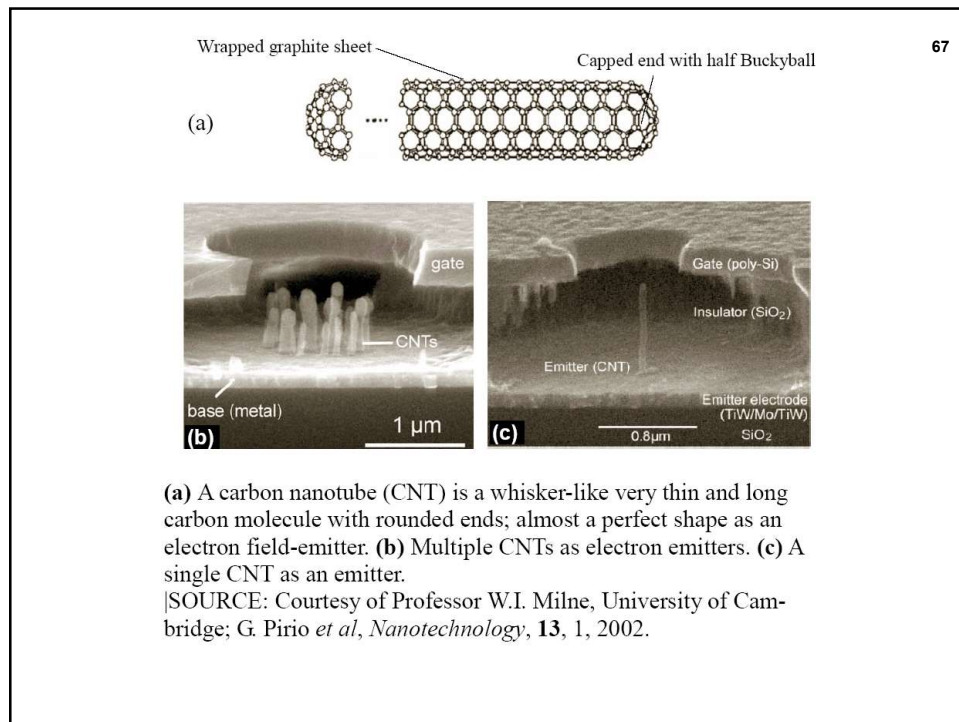 67
Wrapped graphite sheet
Capped end with half Buckyball
(a)
gate
CNTs
base (metal)
1 μm
(b)
Gate (poly-Si)
Insulator (SiO₂)
Emitter (CNT)
Emitter electrode
(TiW/Mo/TiW)
0.8μm
SiO₂
(c)
(a) A carbon nanotube (CNT) is a whisker-like very thin and long
carbon molecule with rounded ends; almost a perfect shape as an
electron field-emitter. (b) Multiple CNTs as electron emitters. (c) A
single CNT as an emitter.
|SOURCE: Courtesy of Professor W.I. Milne, University of Cam-
bridge; G. Pirio et al, Nanotechnology, 13, 1, 2002.